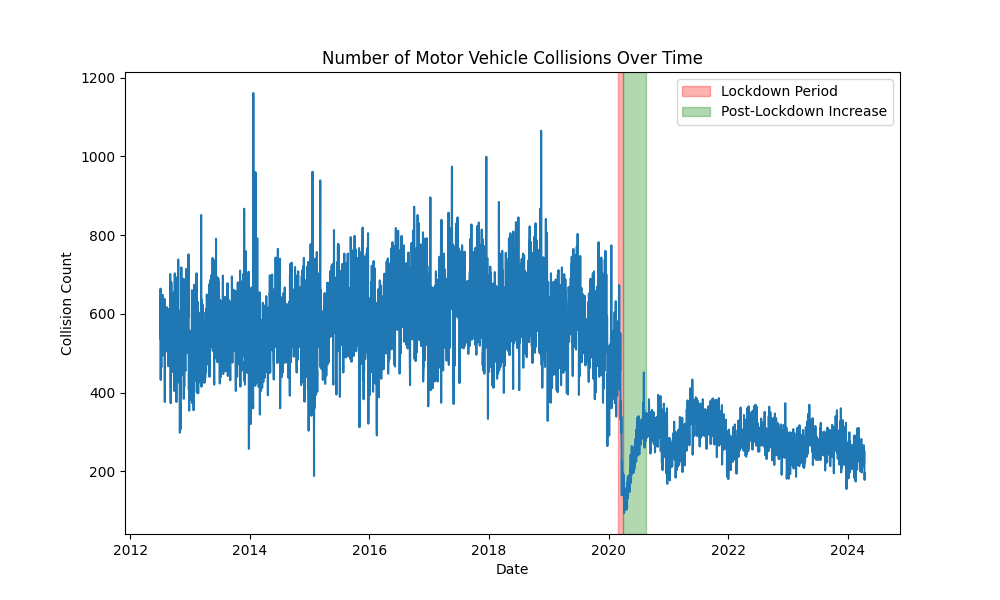 Number of Motor Vehicle Collisions Over Time
Lockdown Period
Post-Lockdown Increase
Collision Count
1200
1000
800
600
400
200
2012
2014
2016
2018
2020
2022
2024
Date